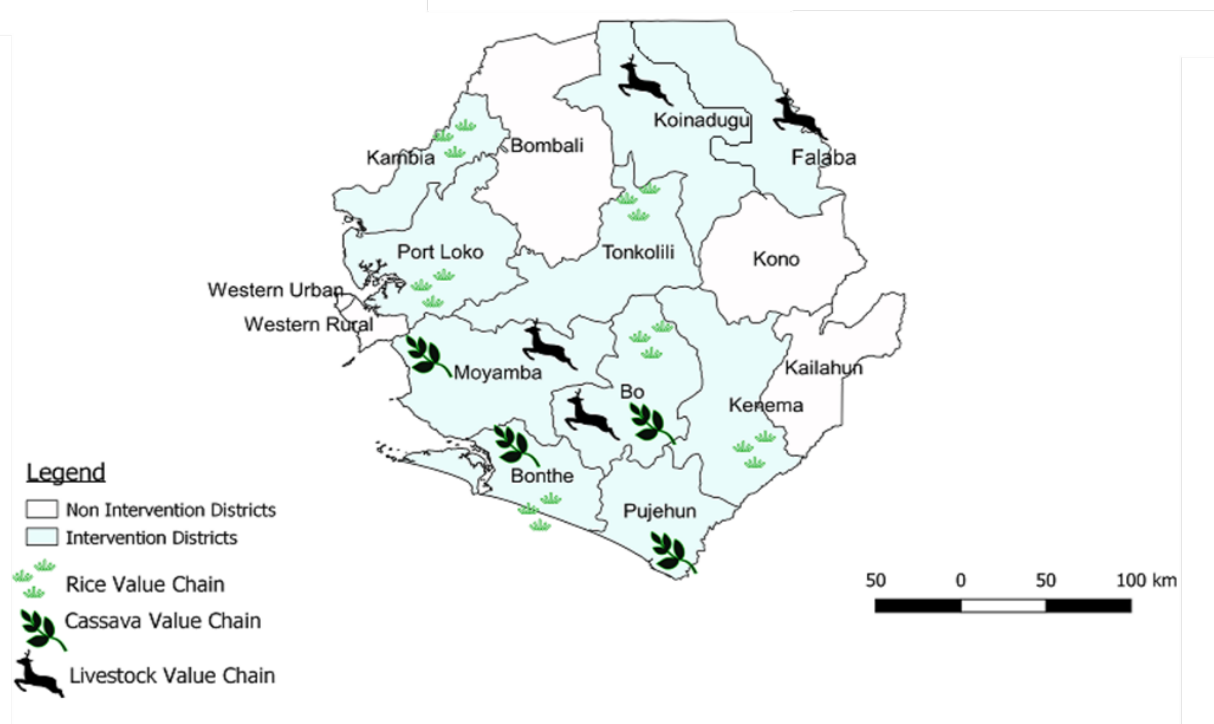 Koinadugu
Bombali
Kambia
Falaba
Port Loko
Tonkolili
Kono
Western Urban
Western Rural
Moyamba
Kailahun
Bo
Kenema
Bonthe
Pujehun
Legend
Non Intervention Districts
Intervention Districts
Rice Value Chain
Cassava Value Chain
Livestock Value Chain
50 0 50 100 km